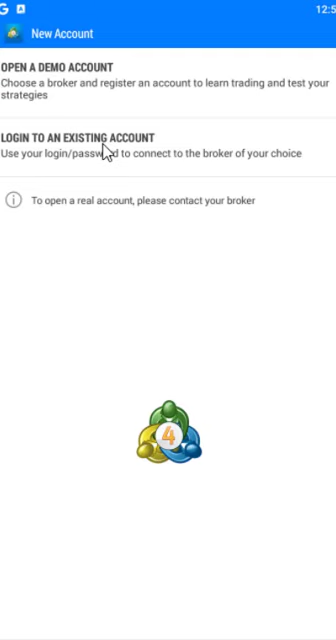 12:5
New Account
OPEN A DEMO ACCOUNT
Choose a broker and register an account to learn trading and test your
strategies
LOGIN TO AN EXISTING ACCOUNT
Use your login/password to connect to the broker of your choice
To open a real account, please contact your broker
4